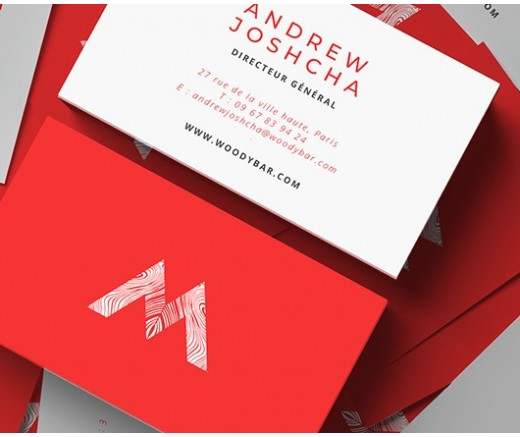 ANDREW
JOSHCHA
DIRECTEUR GÉNÉRAL
27 rue de la ville haute, Paris
T : 09 67 83 94 24
E : andrewjoshcha@woodybar.com
WWW.WOODYBAR.COM
.COM